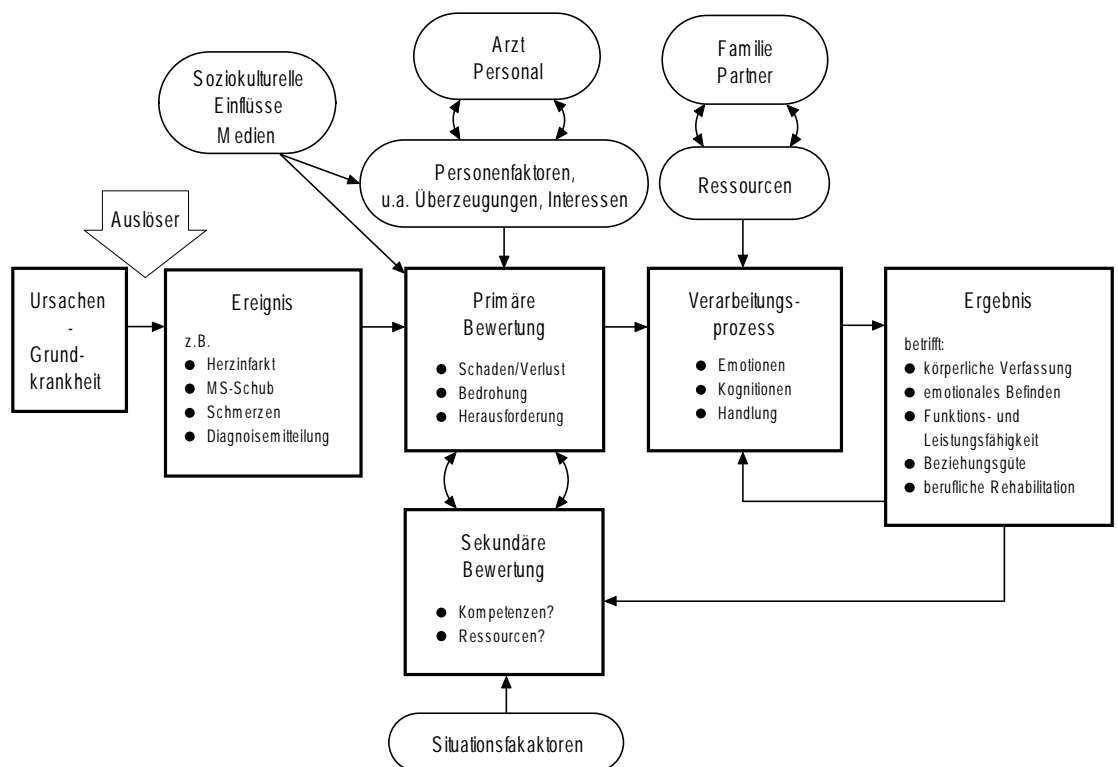 Arzt
Personal
Familie
Partner
Soziokulturelle
Einflüsse
Medien
Personenfaktoren,
u.a. Überzeugungen, Interessen
Ressourcen
Auslöser
Ursachen
-
Grund-
krankheit
Ereignis
z.B.
● Herzinfarkt
● MS-Schub
● Schmerzen
● Diagnoisemitteilung
Primäre
Bewertung
● Schaden/Verlust
● Bedrohung
● Herausforderung
Verarbeitungs-
prozess
● Emotionen
● Kognitionen
● Handlung
Ergebnis
betrifft:
● körperliche Verfassung
● emotionales Befinden
● Funktions- und
Leistungsfähigkeit
● Beziehungsgüte
● berufliche Rehabilitation
Sekundäre
Bewertung
● Kompetenzen?
● Ressourcen?
Situationsfakaktoren